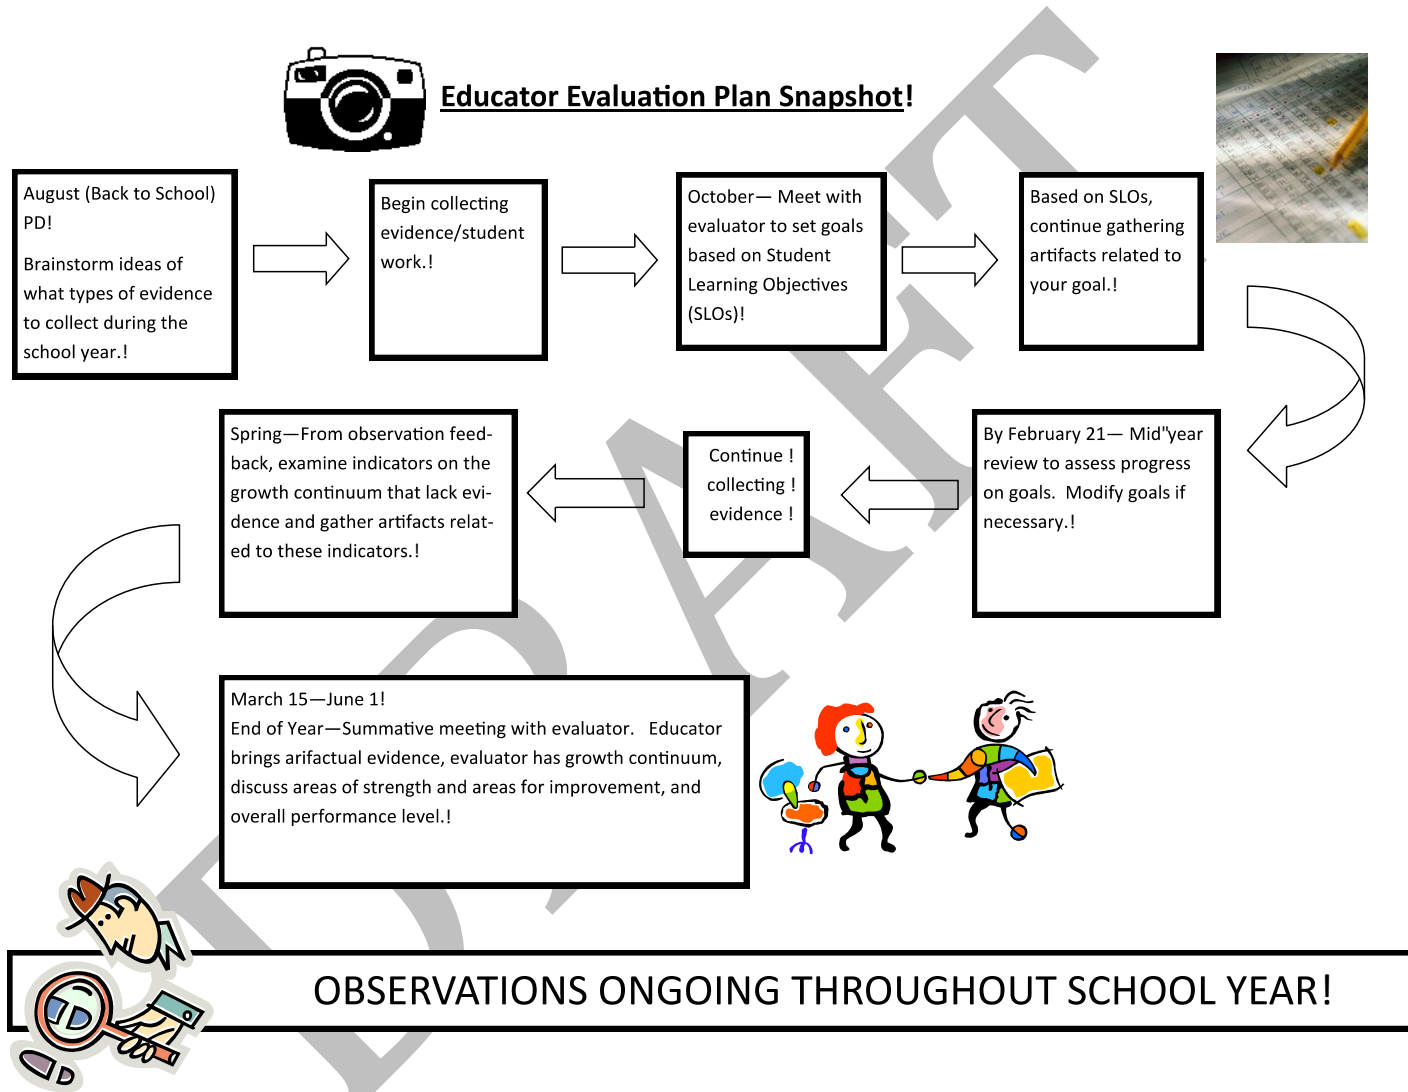 Educator Evaluation Plan Snapshot!
August (Back to School)
PD!
Brainstorm ideas of
what types of evidence
to collect during the
school year.!
Begin collecting
evidence/student
work.!
October— Meet with
evaluator to set goals
based on Student
Learning Objectives
(SLOs)!
Based on SLOs,
continue gathering
artifacts related to
your goal.!
By February 21— Mid"year
review to assess progress
on goals.  Modify goals if
necessary.!
Continue !
collecting !
evidence !
Spring—From observation feed-
back, examine indicators on the
growth continuum that lack evi-
dence and gather artifacts relat-
ed to these indicators.!
March 15—June 1!
End of Year—Summative meeting with evaluator.   Educator
brings arifactual evidence, evaluator has growth continuum,
discuss areas of strength and areas for improvement, and
overall performance level.!
OBSERVATIONS ONGOING THROUGHOUT SCHOOL YEAR!
DRAFT